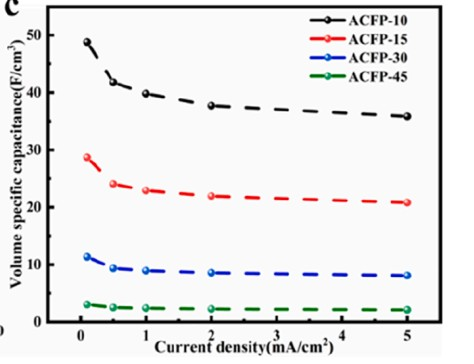 c
ACFP-10
ACFP-15
ACFP-30
ACFP-45
Volume specific capacitance(F/cm³)
50
40
30
20
10
0
0 1 2 3 4 5
Current density(mA/cm²)